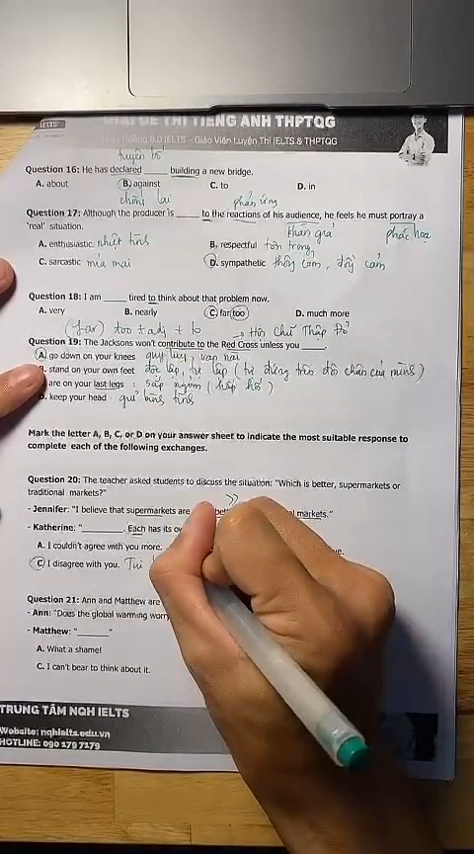 GIẢI ĐỀ THI TIẾNG ANH THPTQG
8.0 IELTS - Giáo Viên Luyện Thi IELTS & THPTQG
tuyên bố
Question 16: He has declared _____ building a new bridge.
A. about B. against C. to D. in
chống lại phản ứng
Question 17: Although the producer is _____ to the reactions of his audience, he feels he must portray a
khán giả phác hoạ
"real" situation.
A. enthusiastic nhiệt tình B. respectful tôn trọng
C. sarcastic mỉa mai D. sympathetic thông cảm, đồng cảm
Question 18: I am _____ tired to think about that problem now.
A. very B. nearly C. far too D. much more
(far) too + adj + to → Hội Chữ Thập Đỏ
Question 19: The Jacksons won't contribute to the Red Cross unless you _____.
A. go down on your knees quỳ luỵ, van nài
B. stand on your own feet độc lập, tự lập (tự đứng trên đôi chân của mình)
are on your last legs : sắp ngỏm (hấp hối)
D. keep your head giữ bình tĩnh
Mark the letter A, B, C, or D on your answer sheet to indicate the most suitable response to
complete each of the following exchanges.
Question 20: The teacher asked students to discuss the situation: "Which is better, supermarkets or
traditional markets?"
- Jennifer: "I believe that supermarkets are markets."
- Katherine: "_____. Each has its
A. I couldn't agree with you more.
C. I disagree with you. Tui
Question 21: Ann and Matthew are
- Ann: "Does the global warming worry
- Matthew: "_____"
A. What a shame!
C. I can't bear to think about it.
TRUNG TÂM NQH IELTS
Website: nqhielts.edu.vn
HOTLINE: 090 179 7179